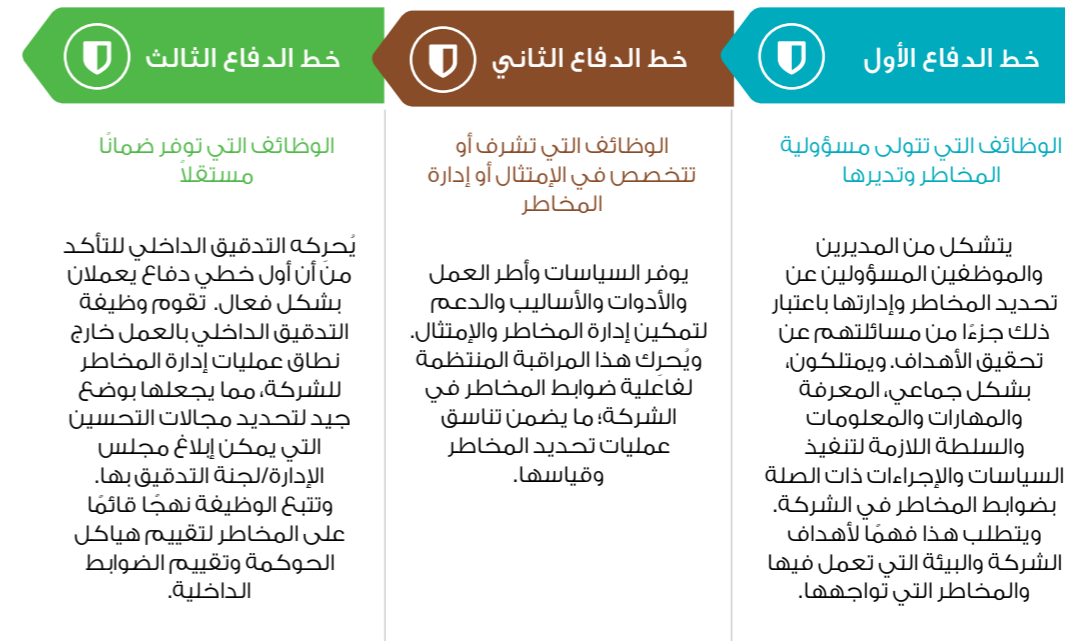 خط الدفاع الأول
الوظائف التي تتولى مسؤولية
المخاطر وتديرها
يتشكل من المديرين
والموظفين المسؤولين عن
تحديد المخاطر وإدارتها باعتبار
ذلك جزءًا من مسائلتهم عن
تحقيق الأهداف. ويمتلكون،
بشكل جماعي، المعرفة
والمهارات والمعلومات
والسلطة اللازمة لتنفيذ
السياسات والإجراءات ذات الصلة
بضوابط المخاطر في الشركة.
ويتطلب هذا فهمًا لأهداف
الشركة والبيئة التي تعمل فيها
والمخاطر التي تواجهها.
خط الدفاع الثاني
الوظائف التي تشرف أو
تتخصص في الإمتثال أو إدارة
المخاطر
يوفر السياسات وأطر العمل
والأدوات والأساليب والدعم
لتمكين إدارة المخاطر والإمتثال.
ويُحرِك هذا المراقبة المنتظمة
لفاعلية ضوابط المخاطر في
الشركة؛ ما يضمن تناسق
عمليات تحديد المخاطر
وقياسها.
خط الدفاع الثالث
الوظائف التي توفر ضمانًا
مستقلاً
يُحرِكه التدقيق الداخلي للتأكد
من أن أول خطي دفاع يعملان
بشكل فعال. تقوم وظيفة
التدقيق الداخلي بالعمل خارج
نطاق عمليات إدارة المخاطر
للشركة، مما يجعلها بوضع
جيد لتحديد مجالات التحسين
التي يمكن إبلاغ مجلس
الإدارة/لجنة التدقيق بها.
وتتبع الوظيفة نهجًا قائمًا
على المخاطر لتقييم هياكل
الحوكمة وتقييم الضوابط
الداخلية.